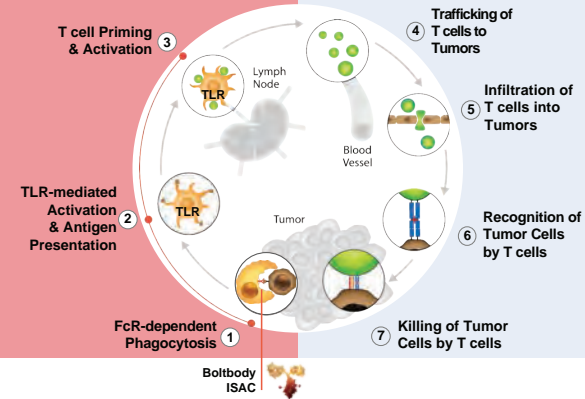 T cell Priming
& Activation
3
4
Trafficking of
T cells to
Tumors
TLR
Lymph
Node
Blood
Vessel
5
Infiltration of
T cells into
Tumors
TLR-mediated
Activation
& Antigen
Presentation
2
TLR
Tumor
6
Recognition of
Tumor Cells
by T cells
FcR-dependent
Phagocytosis
1
7
Killing of Tumor
Cells by T cells
Boltbody
ISAC